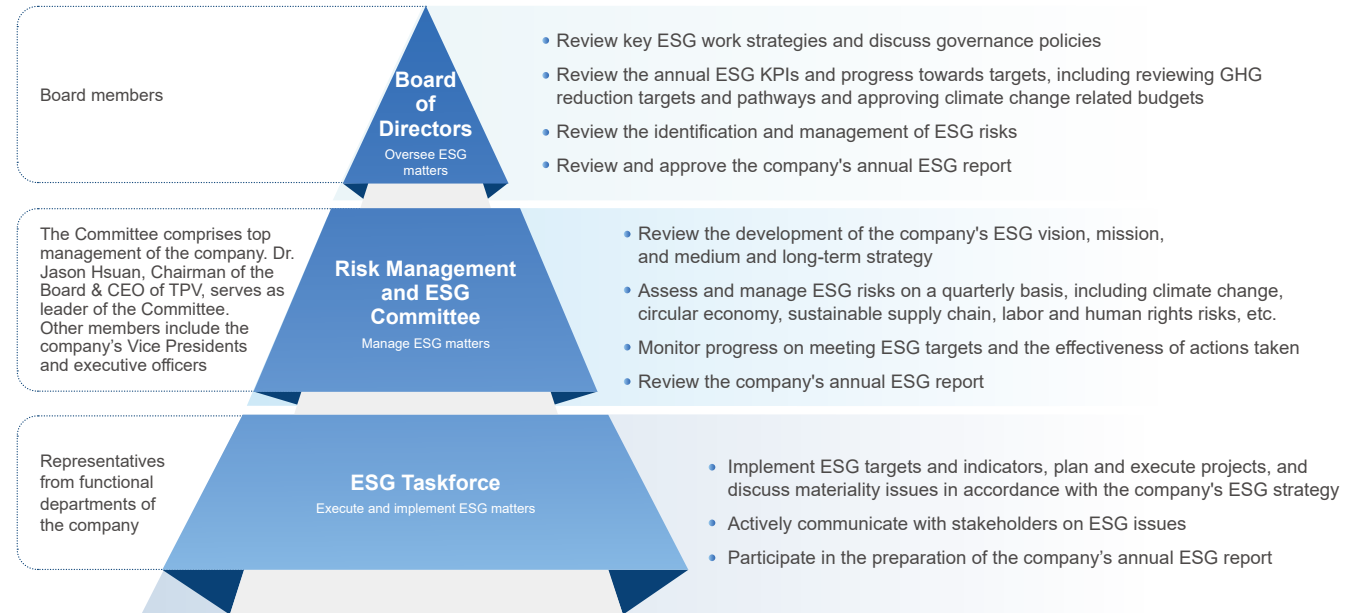 Board members
Board
of
Directors
Oversee ESG
matters
Review key ESG work strategies and discuss governance policies
Review the annual ESG KPIs and progress towards targets, including reviewing GHG
reduction targets and pathways and approving climate change related budgets
Review the identification and management of ESG risks
Review and approve the company's annual ESG report
The Committee comprises top
management of the company. Dr.
Jason Hsuan, Chairman of the
Board & CEO of TPV, serves as
leader of the Committee.
Other members include the
company’s Vice Presidents
and executive officers
Risk Management
and ESG
Committee
Manage ESG matters
Review the development of the company's ESG vision, mission,
and medium and long-term strategy
Assess and manage ESG risks on a quarterly basis, including climate change,
circular economy, sustainable supply chain, labor and human rights risks, etc.
Monitor progress on meeting ESG targets and the effectiveness of actions taken
Review the company's annual ESG report
Representatives
from functional
departments of
the company
ESG Taskforce
Execute and implement ESG matters
Implement ESG targets and indicators, plan and execute projects, and
discuss materiality issues in accordance with the company's ESG strategy
Actively communicate with stakeholders on ESG issues
Participate in the preparation of the company’s annual ESG report